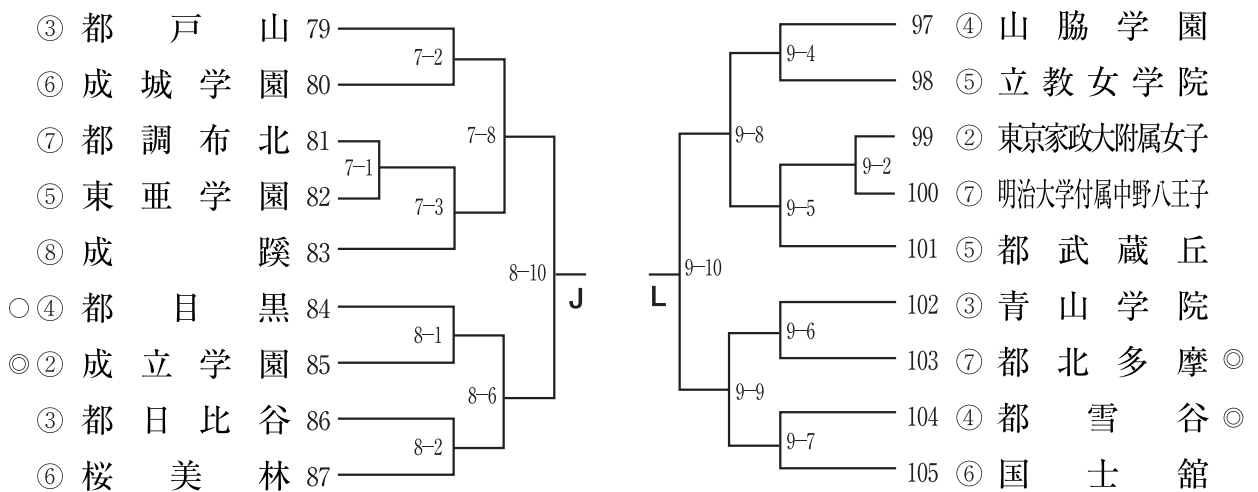 ③ 都戸山 79
⑥ 成城学園 80
⑦ 都調布北 81
⑤ 東亜学園 82
⑧ 成蹊 83
○④ 都目黒 84
◎② 成立学園 85
③ 都日比谷 86
⑥ 桜美林 87
7–2
7–1
7–3
7–8
8–1
8–2
8–6
8–10
J
97 ④ 山脇学園
98 ⑤ 立教女学院
99 ② 東京家政大附属女子
100 ⑦ 明治大学付属中野八王子
101 ⑤ 都武蔵丘
102 ③ 青山学院
103 ⑦ 都北多摩 ◎
104 ④ 都雪谷 ◎
105 ⑥ 国士舘
9–4
9–2
9–5
9–8
9–6
9–7
9–9
9–10
L